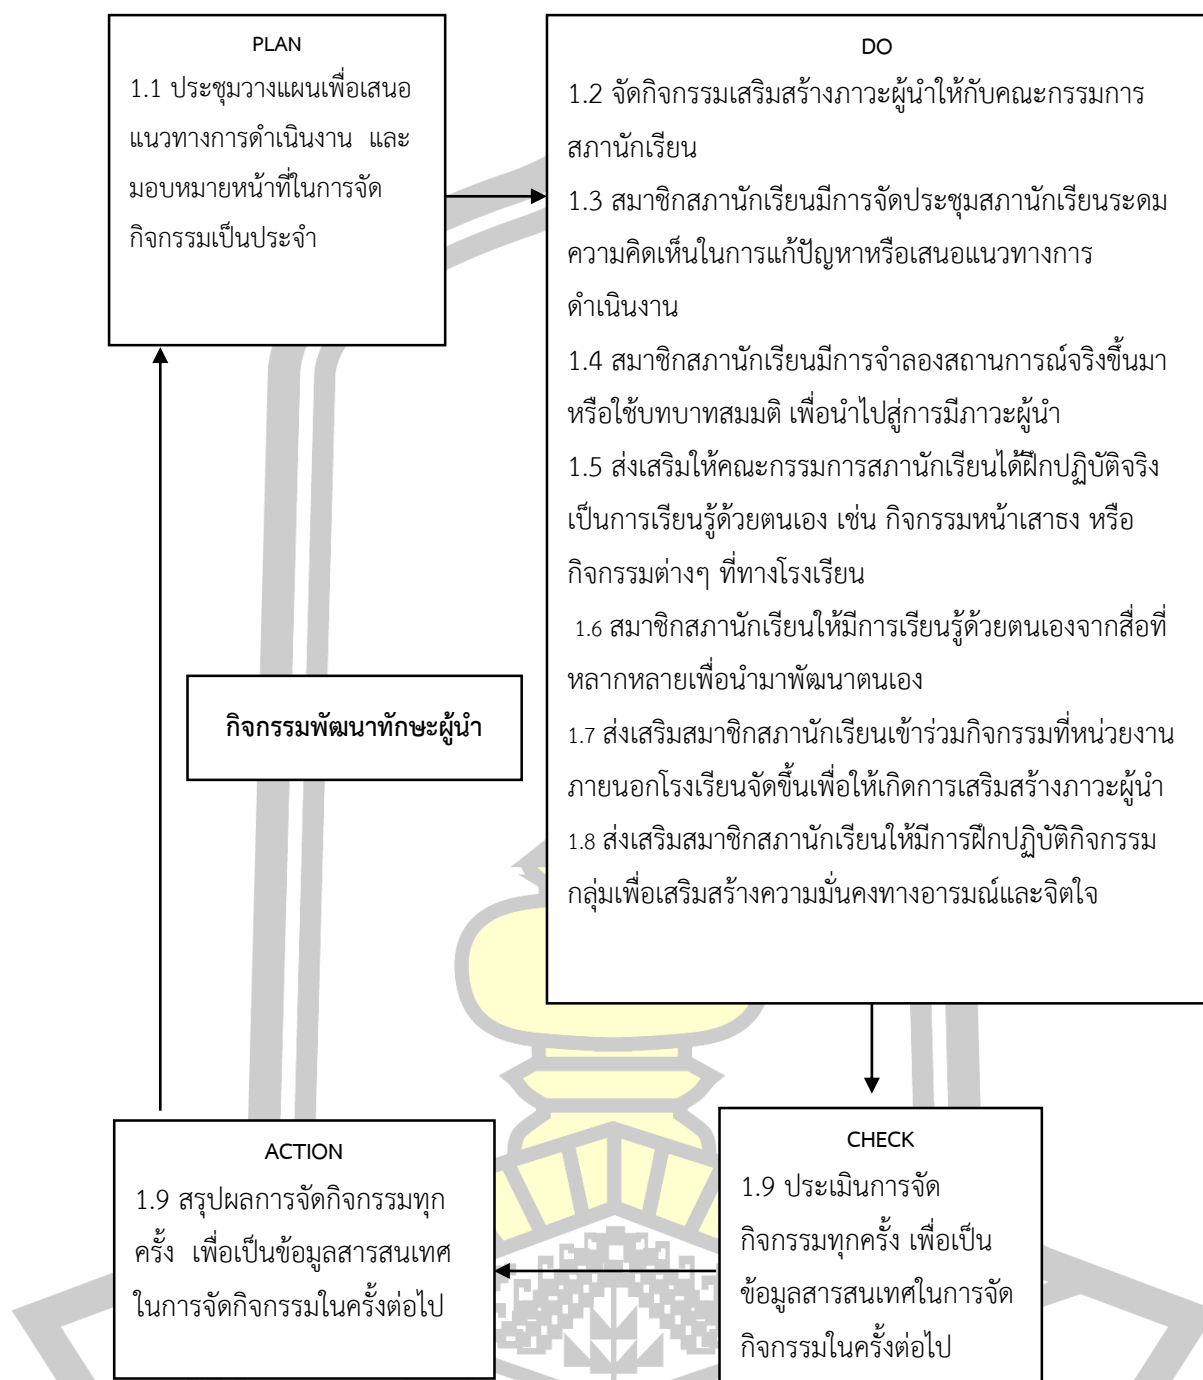 PLAN
1.1 ประชุมวางแผนเพื่อเสนอ
แนวทางการดำเนินงาน และ
มอบหมายหน้าที่ในการจัด
กิจกรรมเป็นประจำ
DO
1.2 จัดกิจกรรมเสริมสร้างภาวะผู้นำให้กับคณะกรรมการ
สภานักเรียน
1.3 สมาชิกสภานักเรียนมีการจัดประชุมสภานักเรียนระดม
ความคิดเห็นในการแก้ปัญหาหรือเสนอแนวทางการ
ดำเนินงาน
1.4 สมาชิกสภานักเรียนมีการจำลองสถานการณ์จริงขึ้นมา
หรือใช้บทบาทสมมติ เพื่อนำไปสู่การมีภาวะผู้นำ
1.5 ส่งเสริมให้คณะกรรมการสภานักเรียนได้ฝึกปฏิบัติจริง
เป็นการเรียนรู้ด้วยตนเอง เช่น กิจกรรมหน้าเสาธง หรือ
กิจกรรมต่างๆ ที่ทางโรงเรียน
1.6 สมาชิกสภานักเรียนให้มีการเรียนรู้ด้วยตนเองจากสื่อที่
หลากหลายเพื่อนำมาพัฒนาตนเอง
1.7 ส่งเสริมสมาชิกสภานักเรียนเข้าร่วมกิจกรรมที่หน่วยงาน
ภายนอกโรงเรียนจัดขึ้นเพื่อให้เกิดการเสริมสร้างภาวะผู้นำ
1.8 ส่งเสริมสมาชิกสภานักเรียนให้มีการฝึกปฏิบัติกิจกรรม
กลุ่มเพื่อเสริมสร้างความมั่นคงทางอารมณ์และจิตใจ
กิจกรรมพัฒนาทักษะผู้นำ
ACTION
1.9 สรุปผลการจัดกิจกรรมทุก
ครั้ง เพื่อเป็นข้อมูลสารสนเทศ
ในการจัดกิจกรรมในครั้งต่อไป
CHECK
1.9 ประเมินการจัด
กิจกรรมทุกครั้ง เพื่อเป็น
ข้อมูลสารสนเทศในการจัด
กิจกรรมในครั้งต่อไป